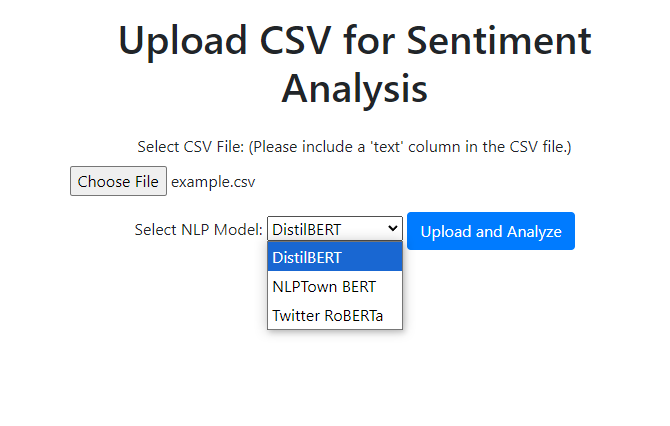 Upload CSV for Sentiment
Analysis
Select CSV File: (Please include a 'text' column in the CSV file.)
Choose File example.csv
Select NLP Model: DistilBERT Upload and Analyze
DistilBERT
NLPTown BERT
Twitter RoBERTa